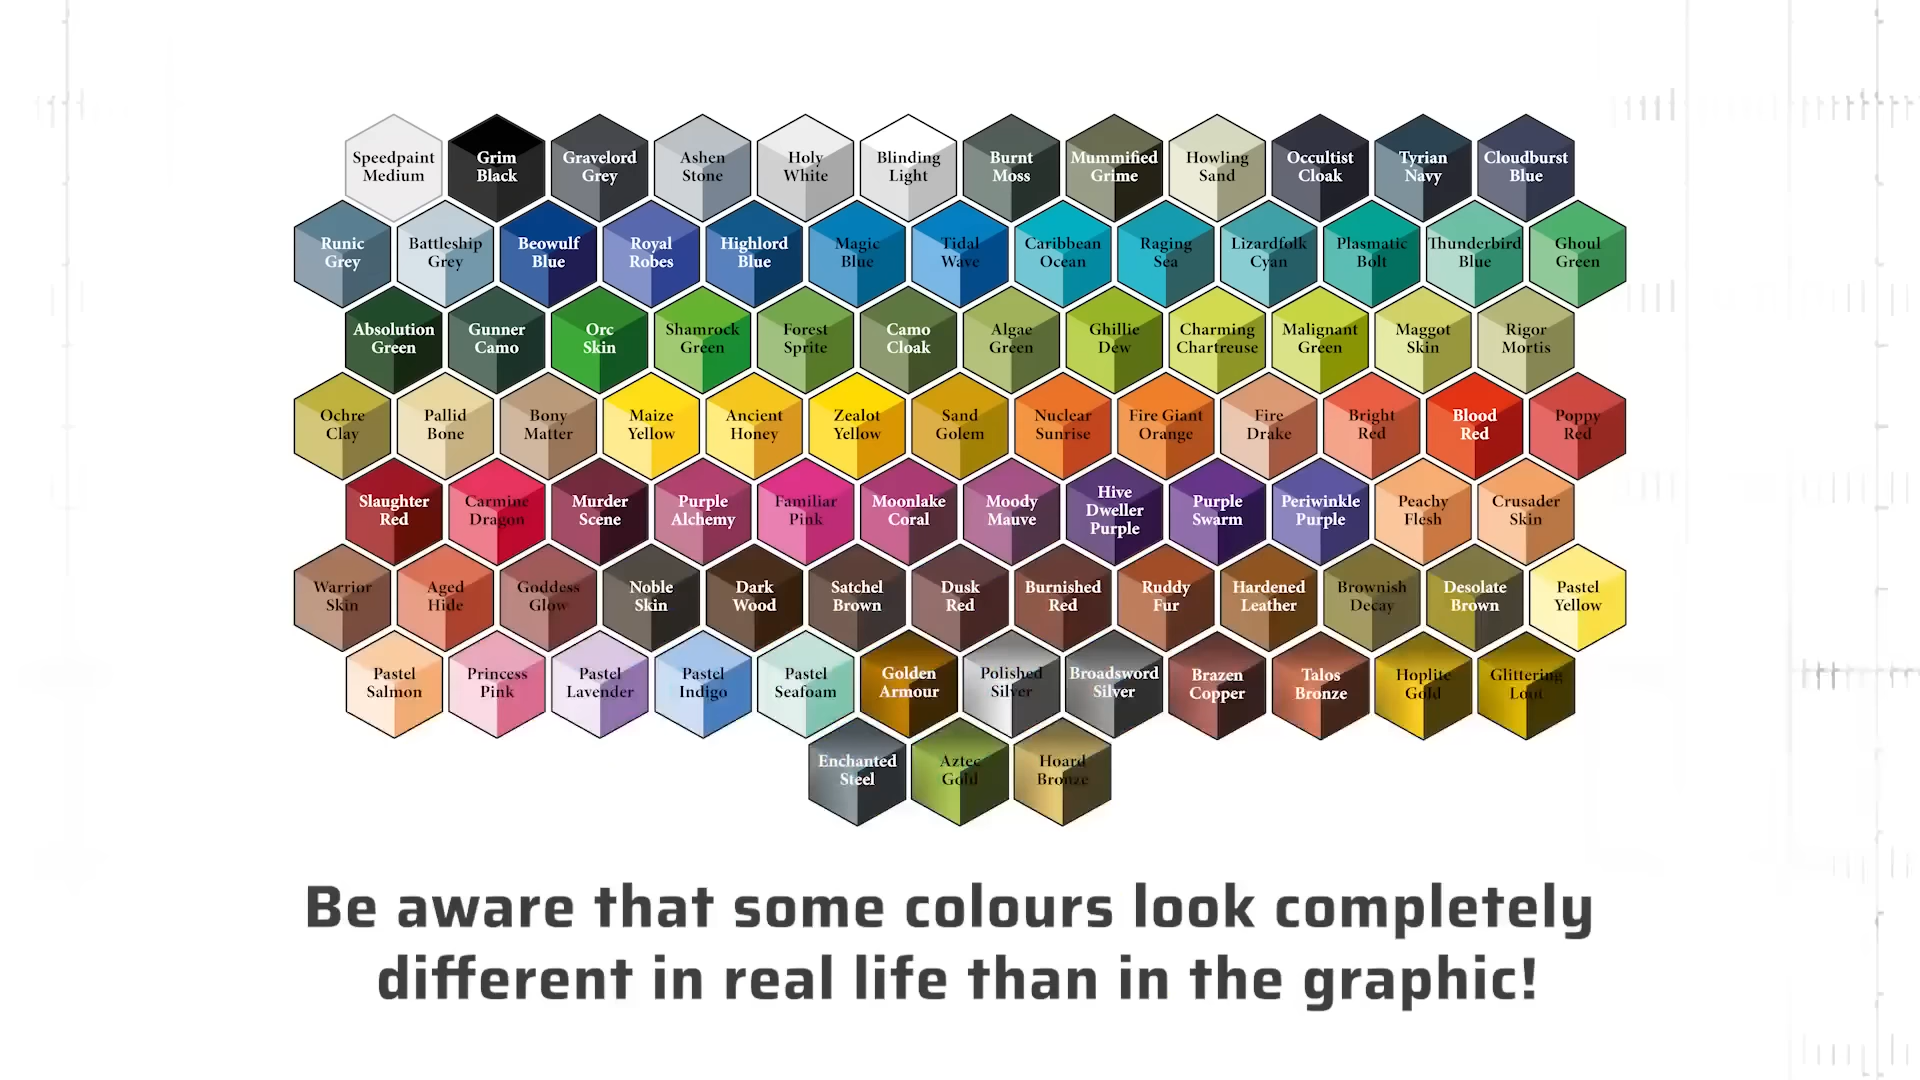 Speedpaint Medium
Grim Black
Gravelord Grey
Ashen Stone
Holy White
Blinding Light
Burnt Moss
Mummified Grime
Howling Sand
Occultist Cloak
Tyrian Navy
Cloudburst Blue
Runic Grey
Battleship Grey
Beowulf Blue
Royal Robes
Highlord Blue
Magic Blue
Tidal Wave
Caribbean Ocean
Raging Sea
Lizardfolk Cyan
Plasmatic Bolt
Thunderbird Blue
Ghoul Green
Absolution Green
Gunner Camo
Orc Skin
Shamrock Green
Forest Sprite
Camo Cloak
Algae Green
Ghillie Dew
Charming Chartreuse
Malignant Green
Maggot Skin
Rigor Mortis
Ochre Clay
Pallid Bone
Bony Matter
Maize Yellow
Ancient Honey
Zealot Yellow
Sand Golem
Nuclear Sunrise
Fire Giant Orange
Fire Drake
Bright Red
Blood Red
Poppy Red
Slaughter Red
Carmine Dragon
Murder Scene
Purple Alchemy
Familiar Pink
Moonlake Coral
Moody Mauve
Hive Dweller Purple
Purple Swarm
Periwinkle Purple
Peachy Flesh
Crusader Skin
Warrior Skin
Aged Hide
Goddess Glow
Noble Skin
Dark Wood
Satchel Brown
Dusk Red
Burnished Red
Ruddy Fur
Hardened Leather
Brownish Decay
Desolate Brown
Pastel Yellow
Pastel Salmon
Princess Pink
Pastel Lavender
Pastel Indigo
Pastel Seafoam
Golden Armour
Polished Silver
Broadsword Silver
Brazen Copper
Talos Bronze
Hoplite Gold
Glittering Loot
Enchanted Steel
Aztec Gold
Hoard Bronze
Be aware that some colours look completely
different in real life than in the graphic!